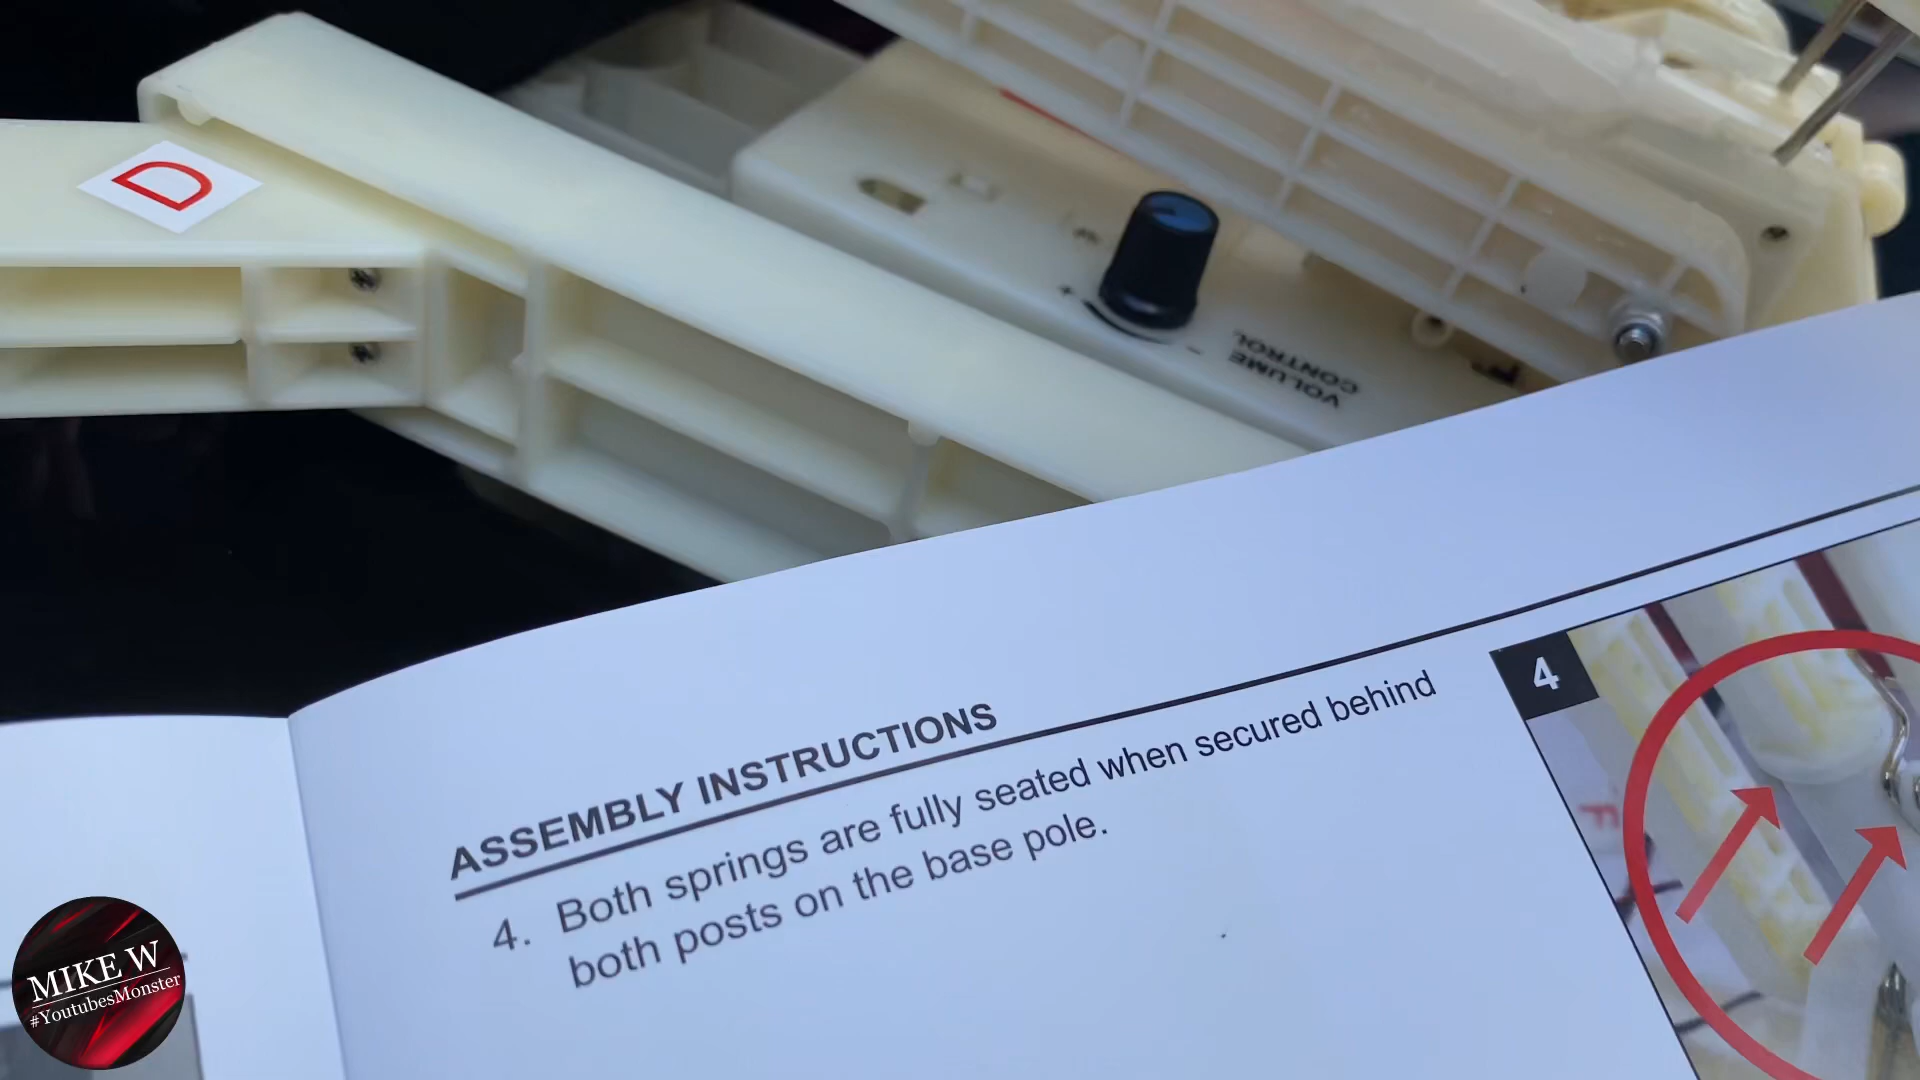 D
+
-
VOLUME
CONTROL
F
ASSEMBLY INSTRUCTIONS
4. Both springs are fully seated when secured behind
both posts on the base pole.
4
F
MIKE W
#YoutubesMonster